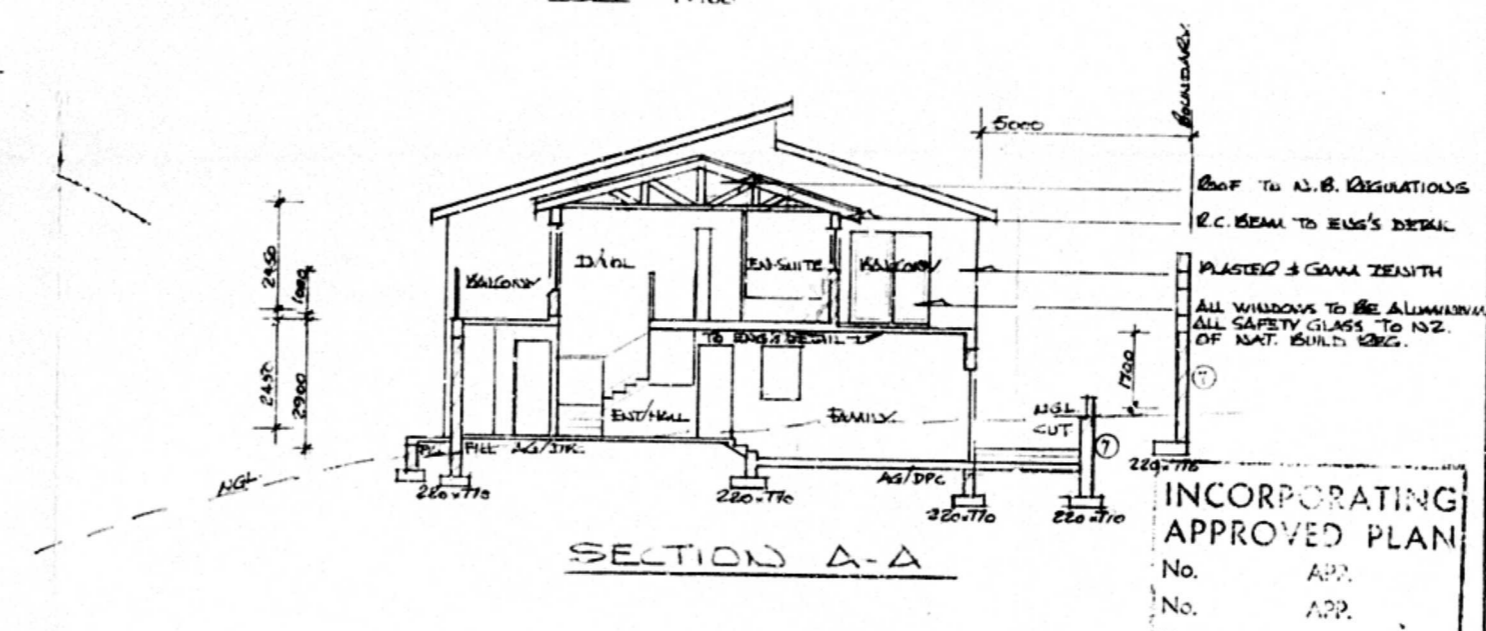 BOUNDARY
5000
ROOF TO N.B. REGULATIONS
R.C. BEAM TO ENG'S DETAIL
PLASTER & GAMA ZENITH
ALL WINDOWS TO BE ALUMINIUM
ALL SAFETY GLASS TO NZ.
OF NAT. BUILD REG.
2450
1000
BALCONY
EN-SUITE
BALCONY
TO ENG'S DETAIL
2450
2900
1700
7
ENT/HALL
FAMILY
NGL
CUT
7
FILL
AG/DPC
AG/DPC
NGL
220x770
220x770
220x770
220x770
220x770
SECTION A-A
INCORPORATING
APPROVED PLAN
No. APP.
No. APP.